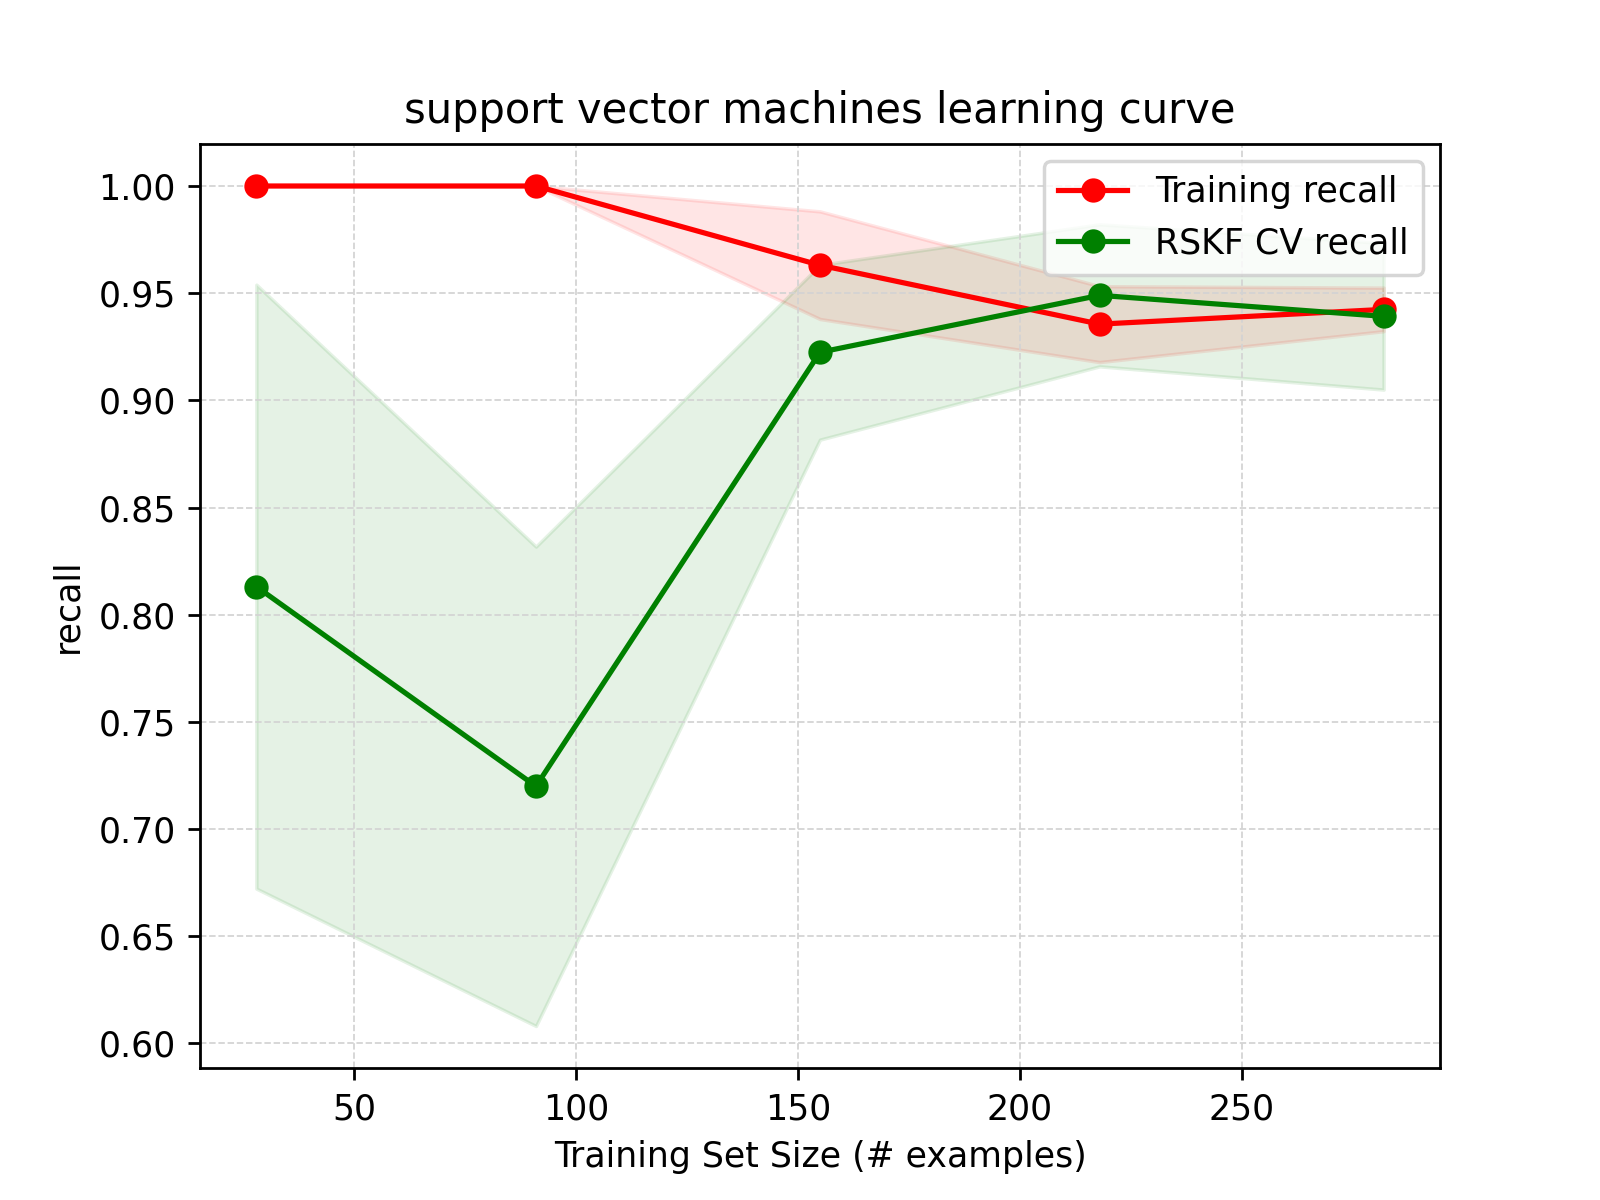 support vector machines learning curve
Training recall
RSKF CV recall
1.00
0.95
0.90
0.85
0.80
0.75
0.70
0.65
0.60
recall
50
100
150
200
250
Training Set Size (# examples)